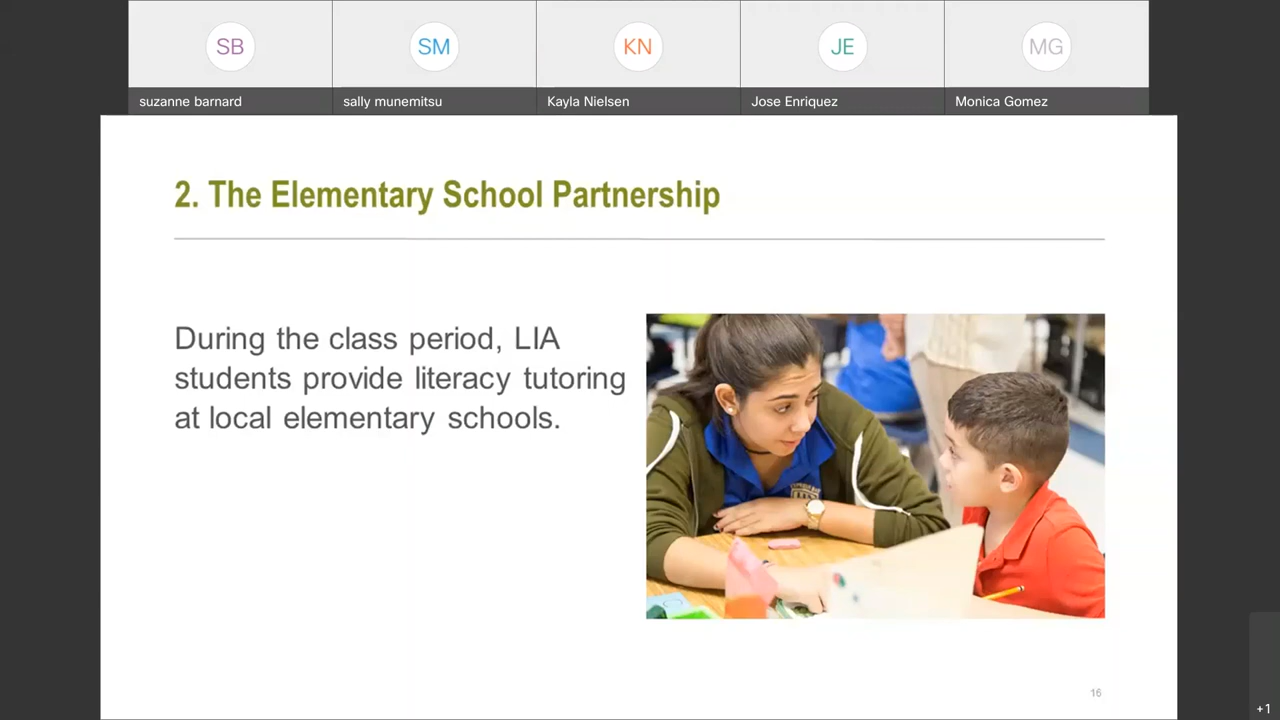 SB
SM
KN
JE
MG
suzanne barnard
sally munemitsu
Kayla Nielsen
Jose Enriquez
Monica Gomez
2. The Elementary School Partnership
During the class period, LIA
students provide literacy tutoring
at local elementary schools.
16
+1